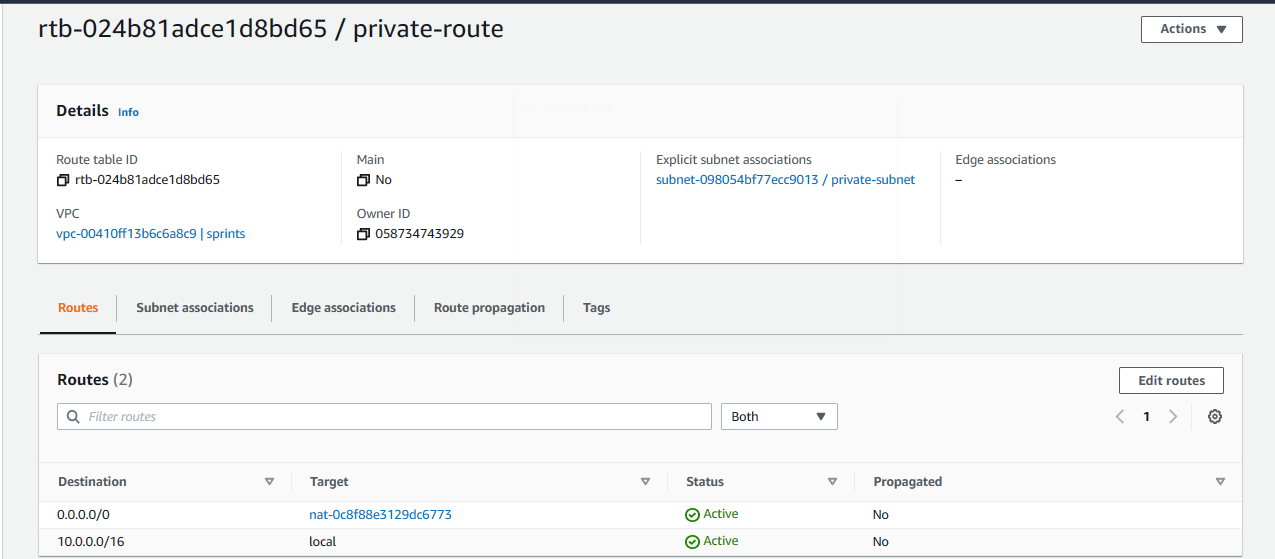 rtb-024b81adce1d8bd65 / private-route
Actions
Details Info
Route table ID
rtb-024b81adce1d8bd65
Main
No
Explicit subnet associations
subnet-098054bf77ecc9013 / private-subnet
Edge associations
–
VPC
vpc-00410ff13b6c6a8c9 | sprints
Owner ID
058734743929
Routes Subnet associations Edge associations Route propagation Tags
Routes (2)
Edit routes
Filter routes
Both
1
Destination Target Status Propagated
0.0.0.0/0 nat-0c8f88e3129dc6773 Active No
10.0.0.0/16 local Active No